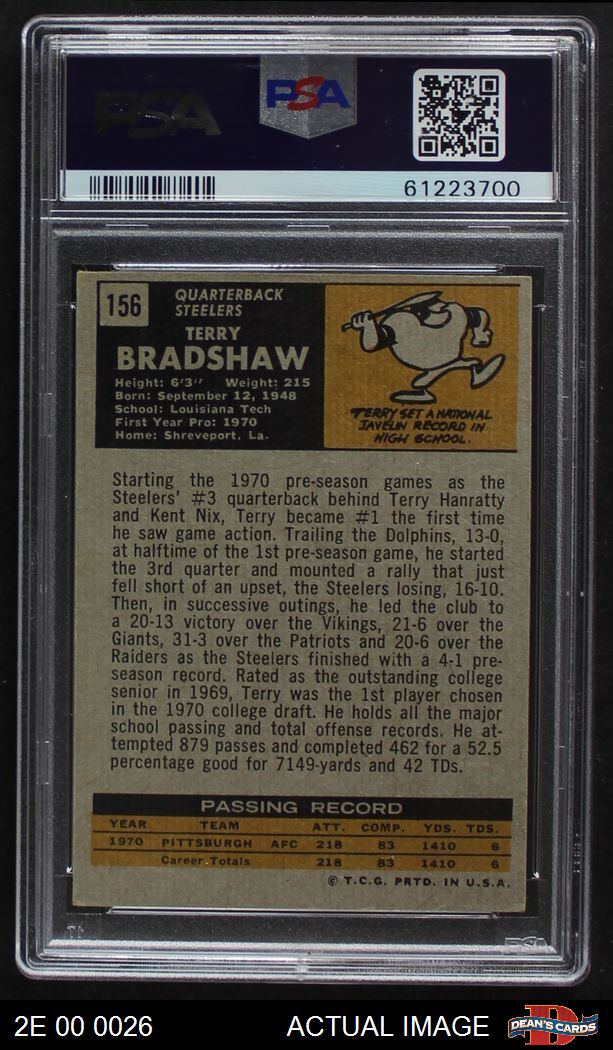 PSA
PSA
61223700
156
QUARTERBACK
STEELERS
TERRY
BRADSHAW
Height: 6'3" Weight: 215
Born: September 12, 1948
School: Louisiana Tech
First Year Pro: 1970
Home: Shreveport, La.
TERRY SET A NATIONAL
JAVELIN RECORD IN
HIGH SCHOOL.
Starting the 1970 pre-season games as the
Steelers' #3 quarterback behind Terry Hanratty
and Kent Nix, Terry became #1 the first time
he saw game action. Trailing the Dolphins, 13-0,
at halftime of the 1st pre-season game, he started
the 3rd quarter and mounted a rally that just
fell short of an upset, the Steelers losing, 16-10.
Then, in successive outings, he led the club to
a 20-13 victory over the Vikings, 21-6 over the
Giants, 31-3 over the Patriots and 20-6 over the
Raiders as the Steelers finished with a 4-1 pre-
season record. Rated as the outstanding college
senior in 1969, Terry was the 1st player chosen
in the 1970 college draft. He holds all the major
school passing and total offense records. He at-
tempted 879 passes and completed 462 for a 52.5
percentage good for 7149-yards and 42 TDs.
PASSING RECORD
YEAR TEAM ATT. COMP. YDS. TDS.
1970 PITTSBURGH AFC 218 83 1410 6
Career Totals 218 83 1410 6
© T.C.G. PRTD. IN U.S.A.
PSA
2E 00 0026
ACTUAL IMAGE
DEAN'S CARDS